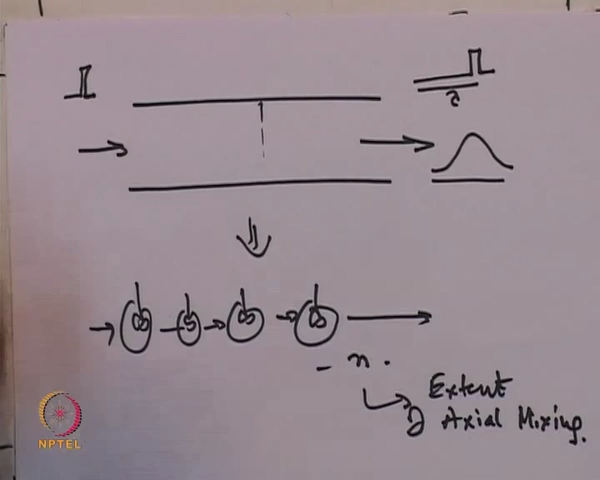 τ
- n.
Extent
of Axial Mixing.
NPTEL